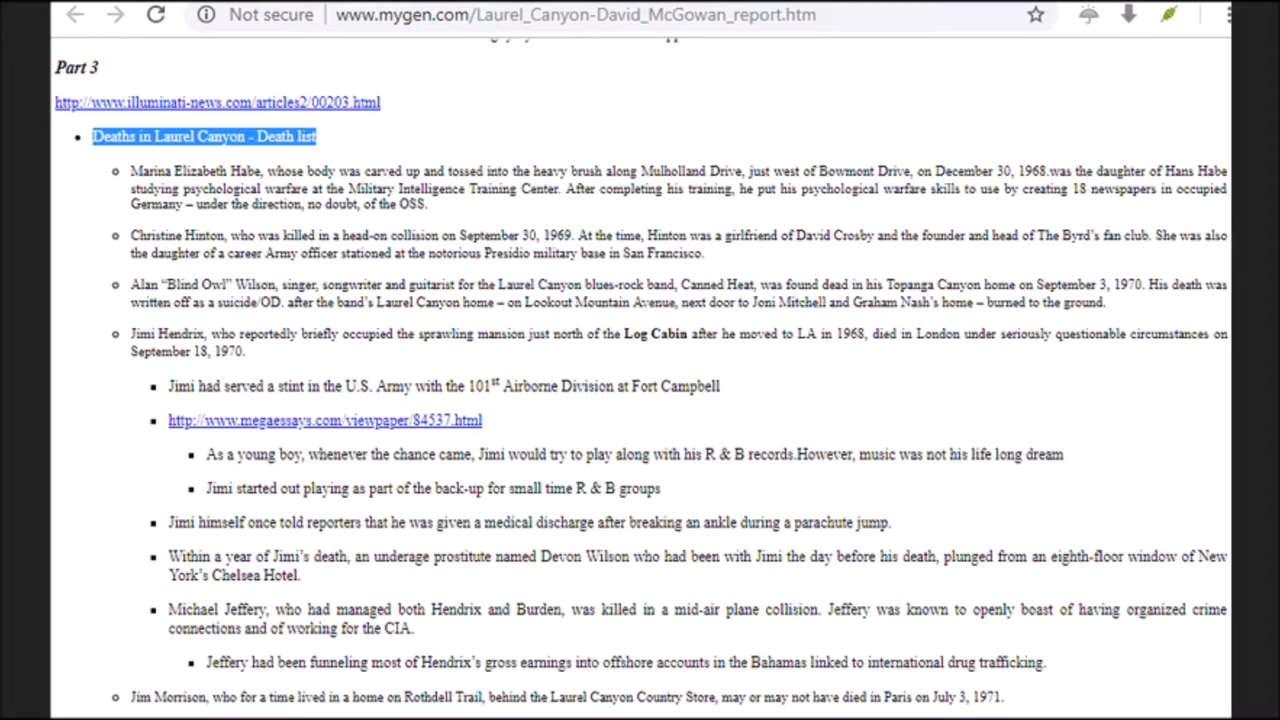 Not secure
www.mygen.com/Laurel_Canyon-David_McGowan_report.htm
Part 3
http://www.illuminati-news.com/articles2/00203.html
Deaths in Laurel Canyon - Death list
Marina Elizabeth Habe, whose body was carved up and tossed into the heavy brush along Mulholland Drive, just west of Bowmont Drive, on December 30, 1968.was the daughter of Hans Habe
studying psychological warfare at the Military Intelligence Training Center. After completing his training, he put his psychological warfare skills to use by creating 18 newspapers in occupied
Germany – under the direction, no doubt, of the OSS.
Christine Hinton, who was killed in a head-on collision on September 30, 1969. At the time, Hinton was a girlfriend of David Crosby and the founder and head of The Byrd’s fan club. She was also
the daughter of a career Army officer stationed at the notorious Presidio military base in San Francisco.
Alan “Blind Owl” Wilson, singer, songwriter and guitarist for the Laurel Canyon blues-rock band, Canned Heat, was found dead in his Topanga Canyon home on September 3, 1970. His death was
written off as a suicide/OD. after the band’s Laurel Canyon home – on Lookout Mountain Avenue, next door to Joni Mitchell and Graham Nash’s home – burned to the ground.
Jimi Hendrix, who reportedly briefly occupied the sprawling mansion just north of the Log Cabin after he moved to LA in 1968, died in London under seriously questionable circumstances on
September 18, 1970.
Jimi had served a stint in the U.S. Army with the 101st Airborne Division at Fort Campbell
http://www.megaessays.com/viewpaper/84537.html
As a young boy, whenever the chance came, Jimi would try to play along with his R & B records.However, music was not his life long dream
Jimi started out playing as part of the back-up for small time R & B groups
Jimi himself once told reporters that he was given a medical discharge after breaking an ankle during a parachute jump.
Within a year of Jimi’s death, an underage prostitute named Devon Wilson who had been with Jimi the day before his death, plunged from an eighth-floor window of New
York’s Chelsea Hotel.
Michael Jeffery, who had managed both Hendrix and Burden, was killed in a mid-air plane collision. Jeffery was known to openly boast of having organized crime
connections and of working for the CIA.
Jeffery had been funneling most of Hendrix’s gross earnings into offshore accounts in the Bahamas linked to international drug trafficking.
Jim Morrison, who for a time lived in a home on Rothdell Trail, behind the Laurel Canyon Country Store, may or may not have died in Paris on July 3, 1971.